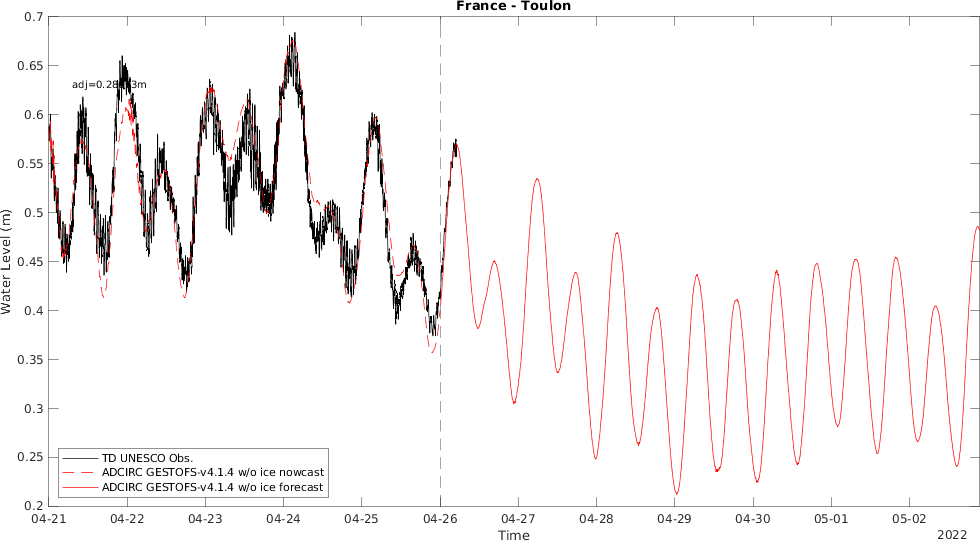 France - Toulon
0.7
0.65
0.6
0.55
0.5
0.45
0.4
0.35
0.3
0.25
0.2
Water Level (m)
TD UNESCO Obs.
ADCIRC GESTOFS-v4.1.4 w/o ice nowcast
ADCIRC GESTOFS-v4.1.4 w/o ice forecast
04-21 04-22 04-23 04-24 04-25 04-26 04-27 04-28 04-29 04-30 05-01 05-02
Time
2022